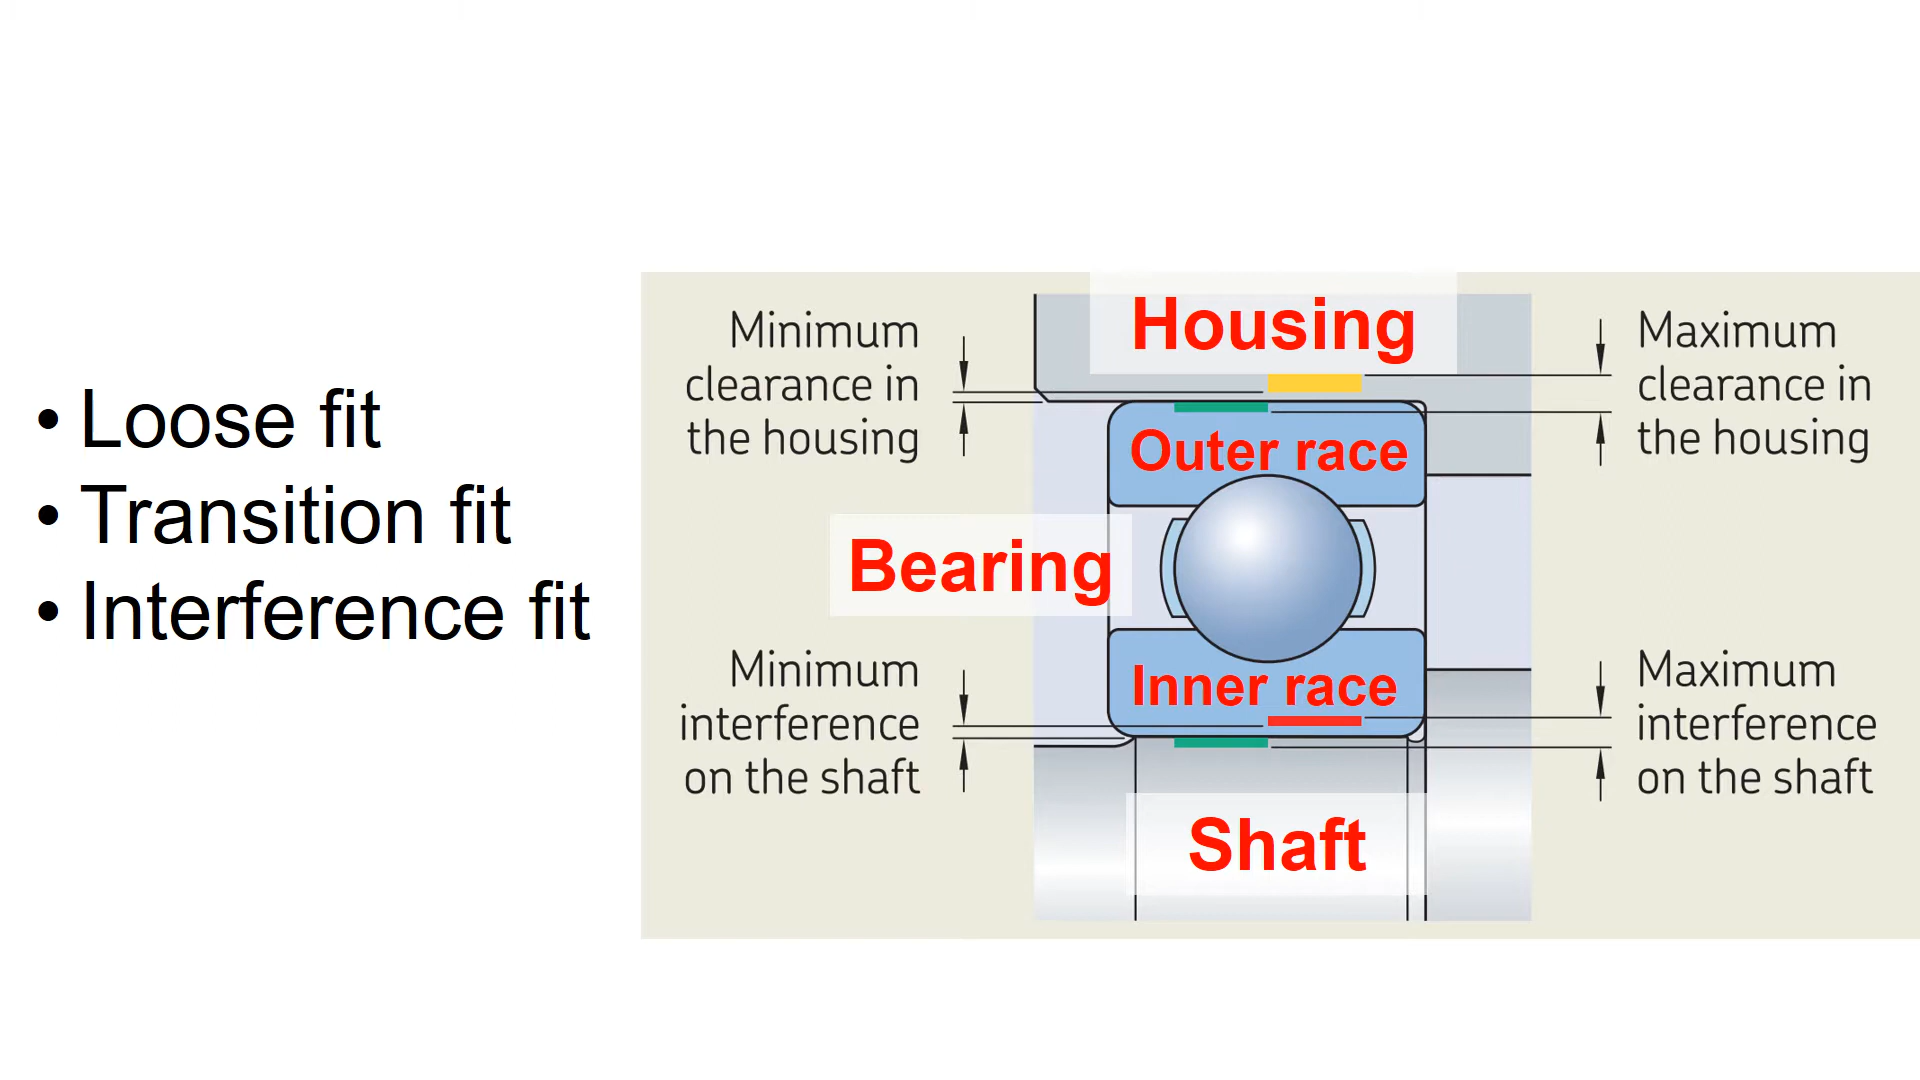 • Loose fit
• Transition fit
• Interference fit
Minimum
clearance in
the housing
Housing
Maximum
clearance in
the housing
Outer race
Bearing
Inner race
Minimum
interference
on the shaft
Maximum
interference
on the shaft
Shaft